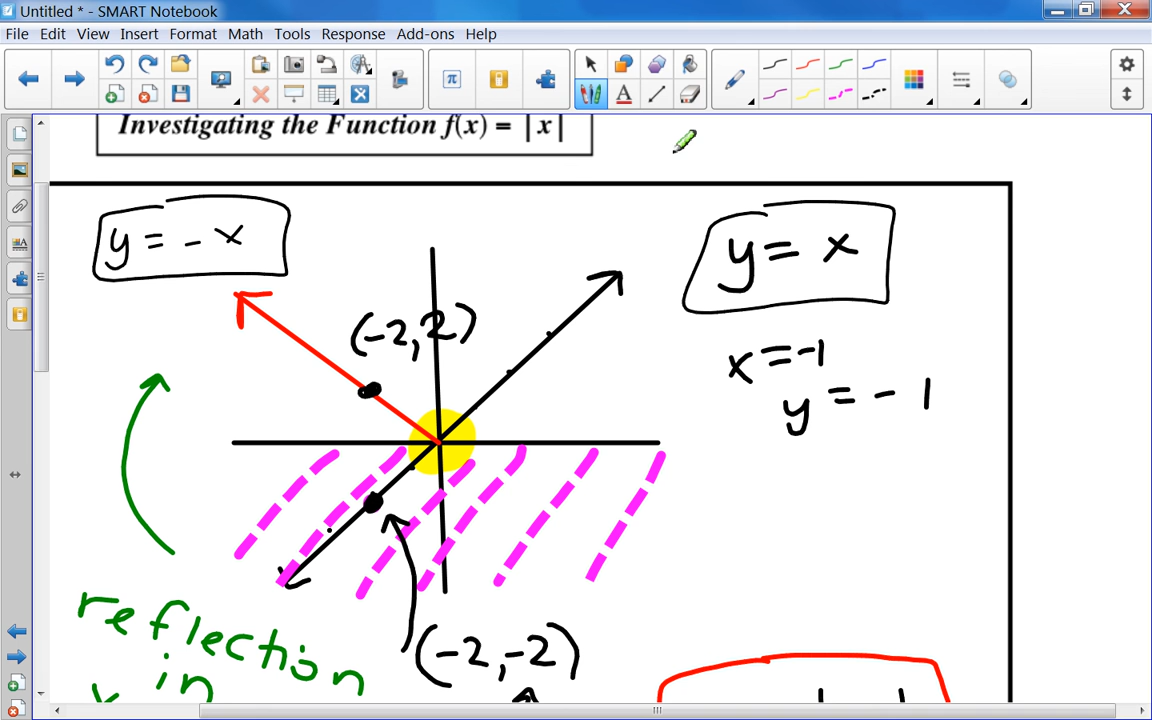 Untitled * - SMART Notebook
File Edit View Insert Format Math Tools Response Add-ons Help
Investigating the Function f(x) = |x|
y = - x
y = x
(-2,2)
x = -1
y = - 1
(-2,-2)
reflection
in